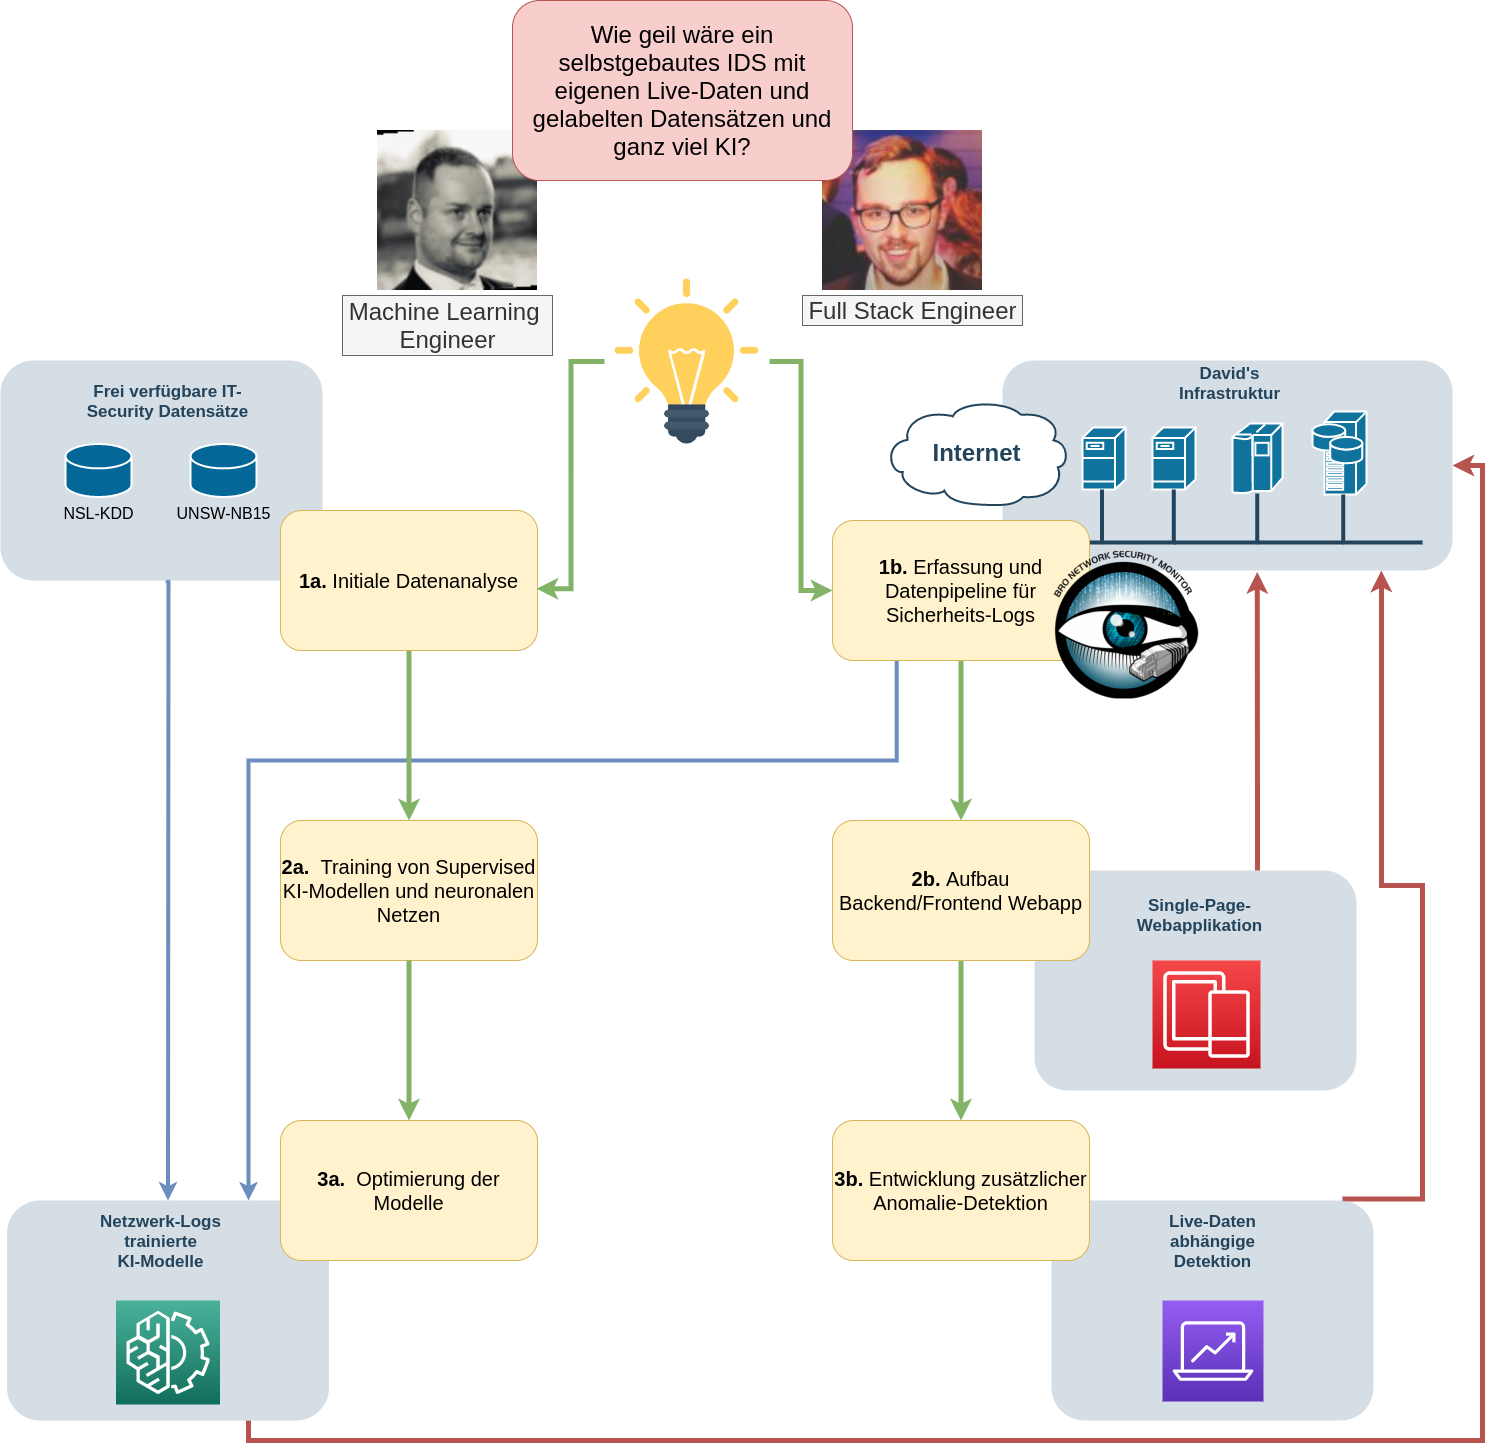 Wie geil wäre ein
selbstgebautes IDS mit
eigenen Live-Daten und
gelabelten Datensätzen und
ganz viel KI?
Machine Learning
Engineer
Full Stack Engineer
Frei verfügbare IT-
Security Datensätze
NSL-KDD
UNSW-NB15
David's
Infrastruktur
Internet
1a. Initiale Datenanalyse
1b. Erfassung und
Datenpipeline für
Sicherheits-Logs
BRO NETWORK SECURITY MONITOR
2a. Training von Supervised
KI-Modellen und neuronalen
Netzen
2b. Aufbau
Backend/Frontend Webapp
Single-Page-
Webapplikation
3a. Optimierung der
Modelle
3b. Entwicklung zusätzlicher
Anomalie-Detektion
Netzwerk-Logs
trainierte
KI-Modelle
Live-Daten
abhängige
Detektion